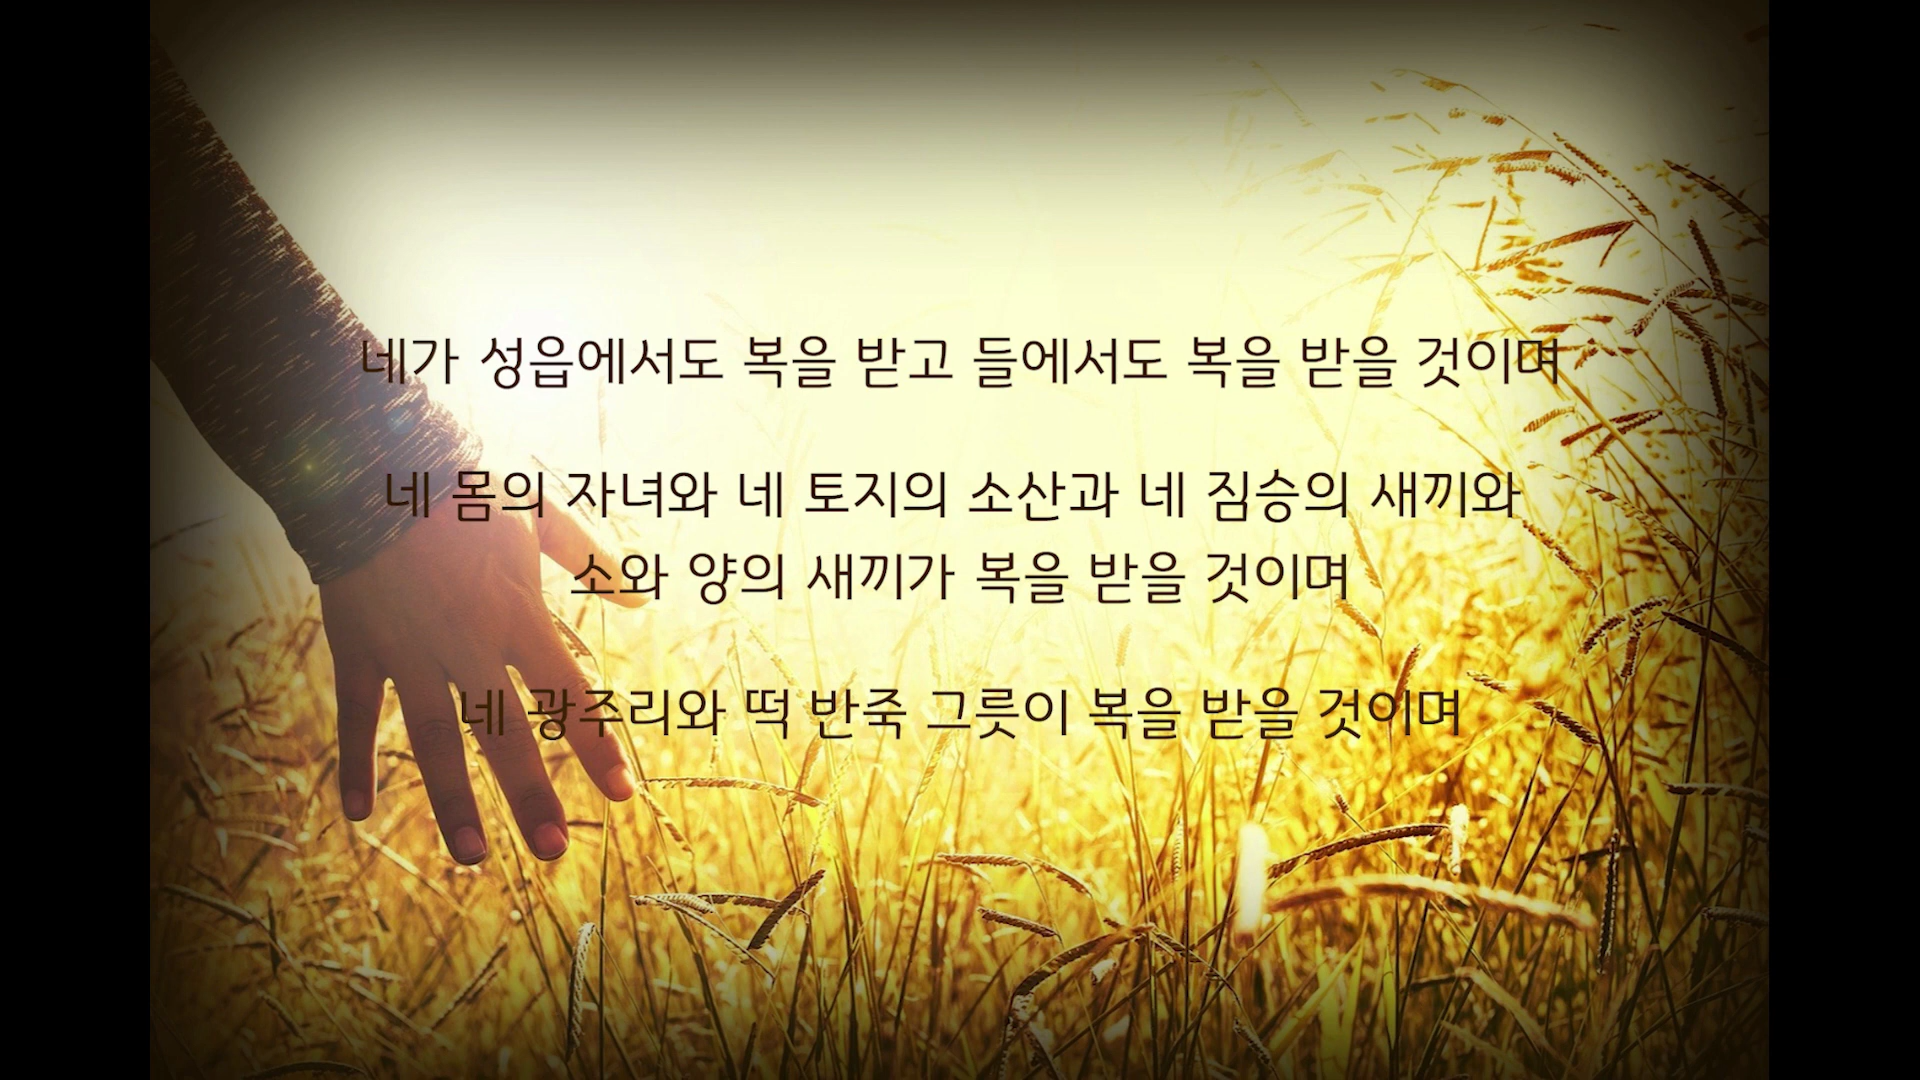 네가 성읍에서도 복을 받고 들에서도 복을 받을 것이며
네 몸의 자녀와 네 토지의 소산과 네 짐승의 새끼와
소와 양의 새끼가 복을 받을 것이며
네 광주리와 떡 반죽 그릇이 복을 받을 것이며